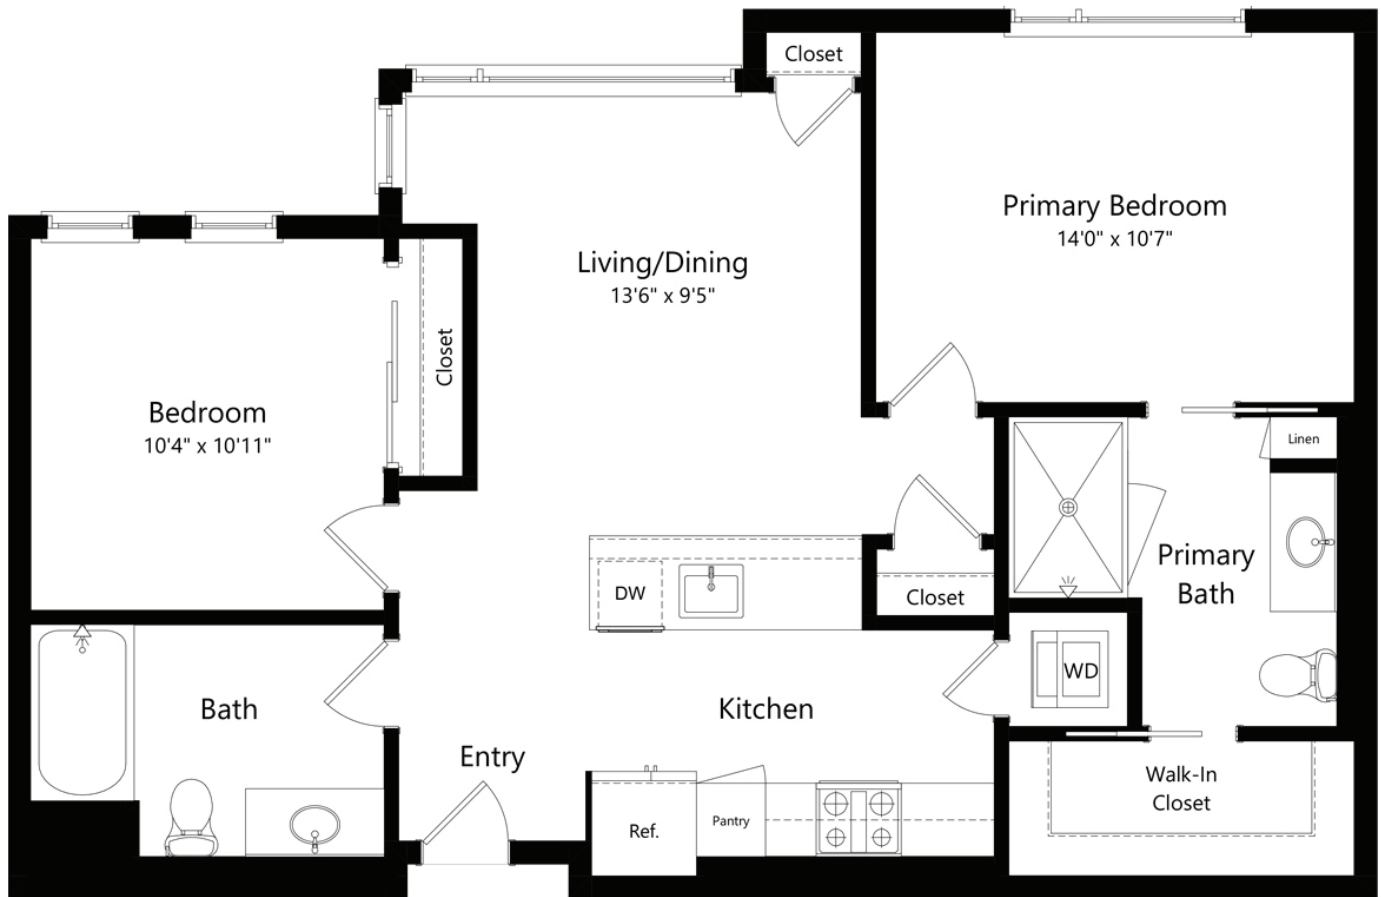 Closet
Primary Bedroom
14'0" x 10'7"
Living/Dining
13'6" x 9'5"
Closet
Bedroom
10'4" x 10'11"
Linen
Primary
Bath
DW
Closet
WD
Bath
Kitchen
Entry
Walk-In
Closet
Ref.
Pantry